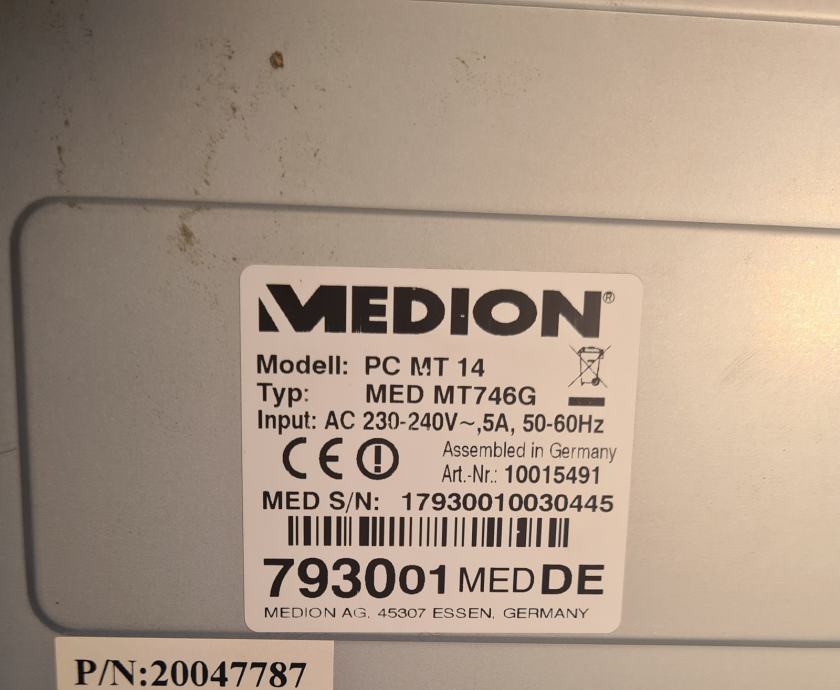 MEDION®
Modell: PC MT 14
Typ: MED MT746G
Input: AC 230-240V~,5A, 50-60Hz
CE Assembled in Germany
Art.-Nr.: 10015491
MED S/N: 17930010030445
793001 MED DE
MEDION AG, 45307 ESSEN, GERMANY
P/N:20047787